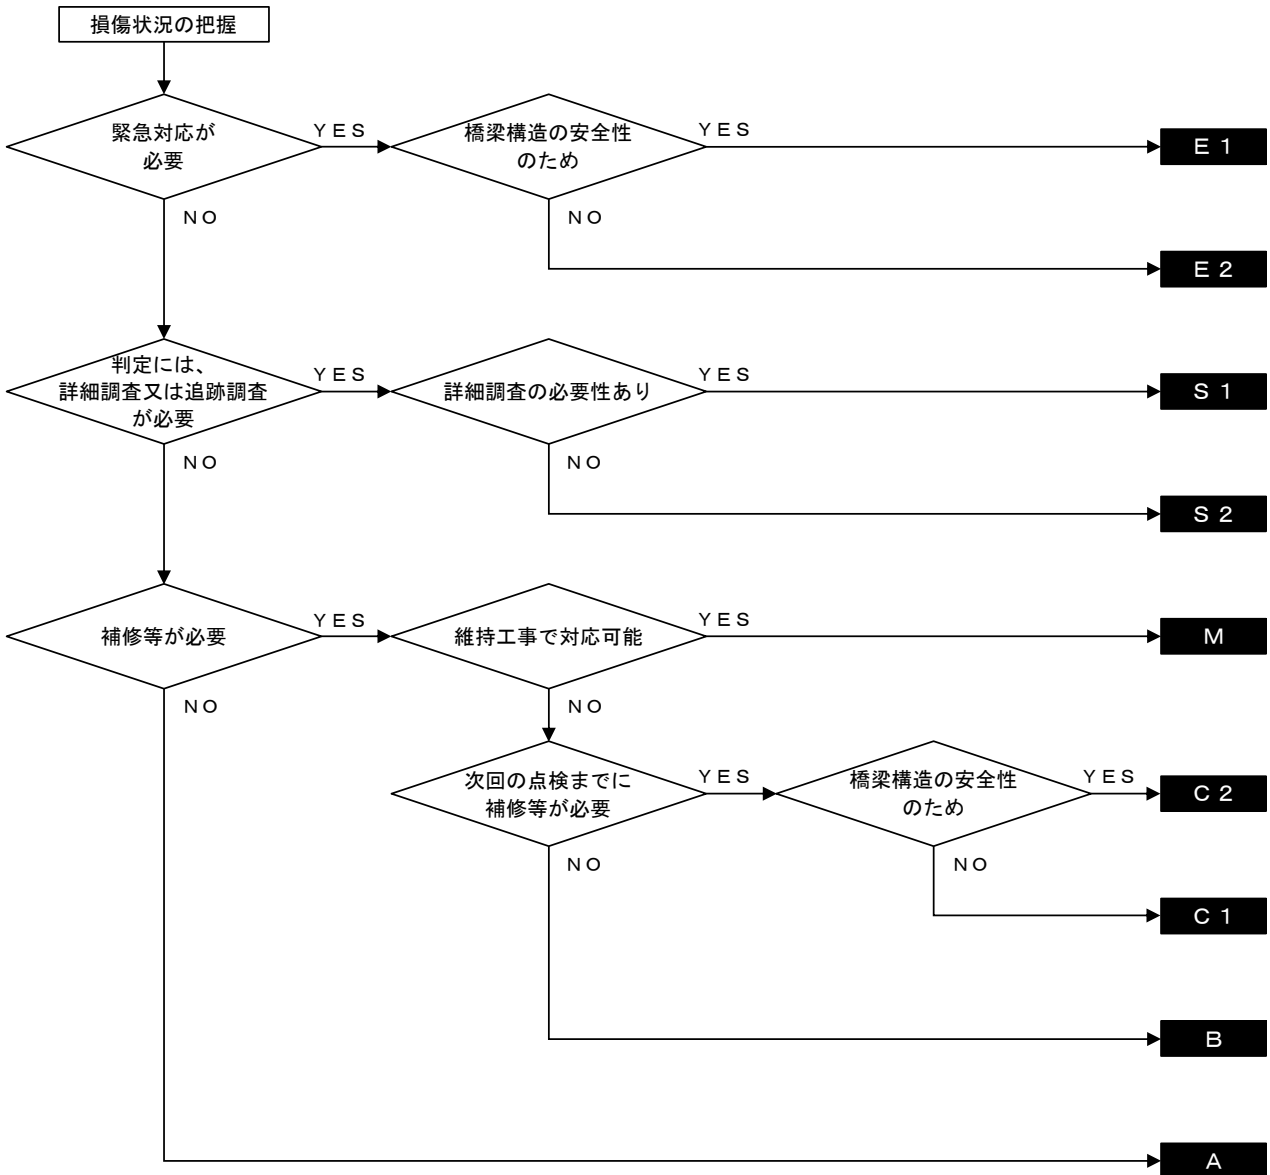 損傷状況の把握
緊急対応が
必要
YES
橋梁構造の安全性
のため
YES
E1
NO
NO
E2
判定には、
詳細調査又は追跡調査
が必要
YES
詳細調査の必要性あり
YES
S1
NO
NO
S2
補修等が必要
YES
維持工事で対応可能
YES
M
NO
NO
次回の点検までに
補修等が必要
YES
橋梁構造の安全性
のため
YES
C2
NO
NO
C1
B
A